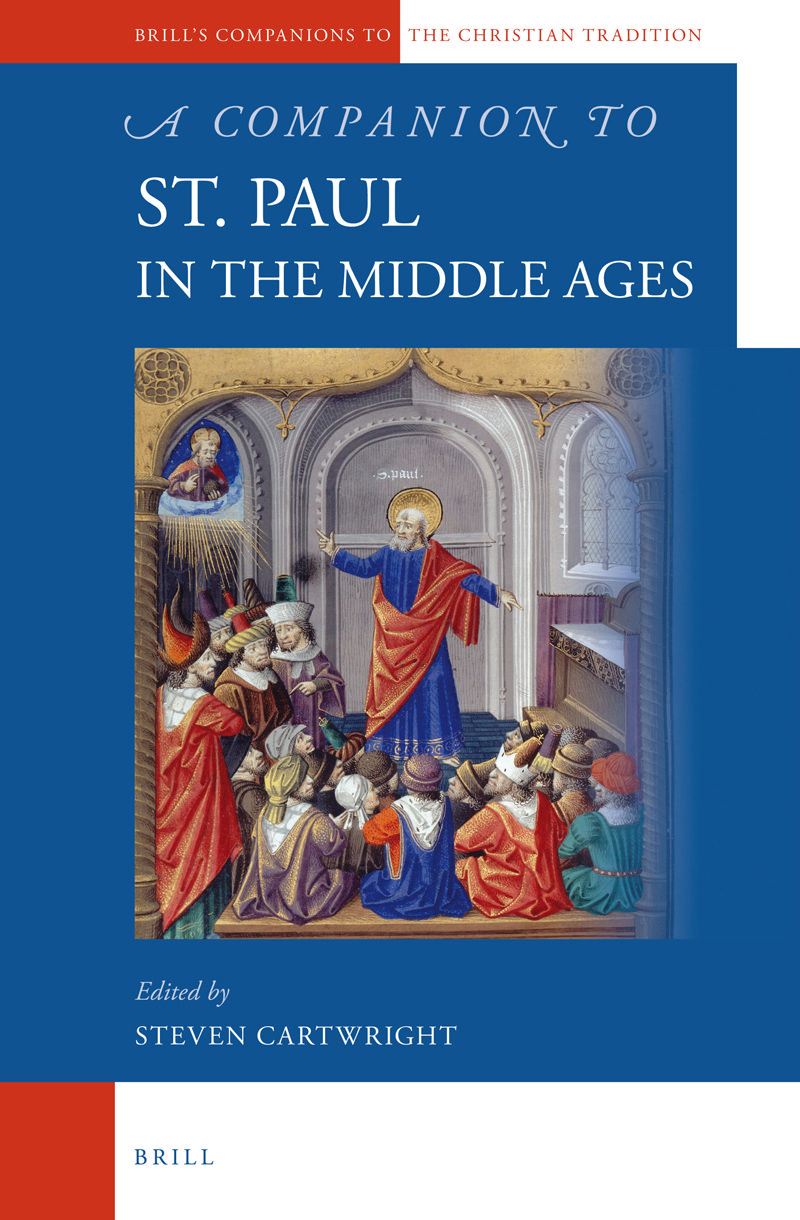 BRILL'S COMPANIONS TO THE CHRISTIAN TRADITION
A COMPANION TO
ST. PAUL
IN THE MIDDLE AGES
.S. paul.
Edited by
STEVEN CARTWRIGHT
BRILL